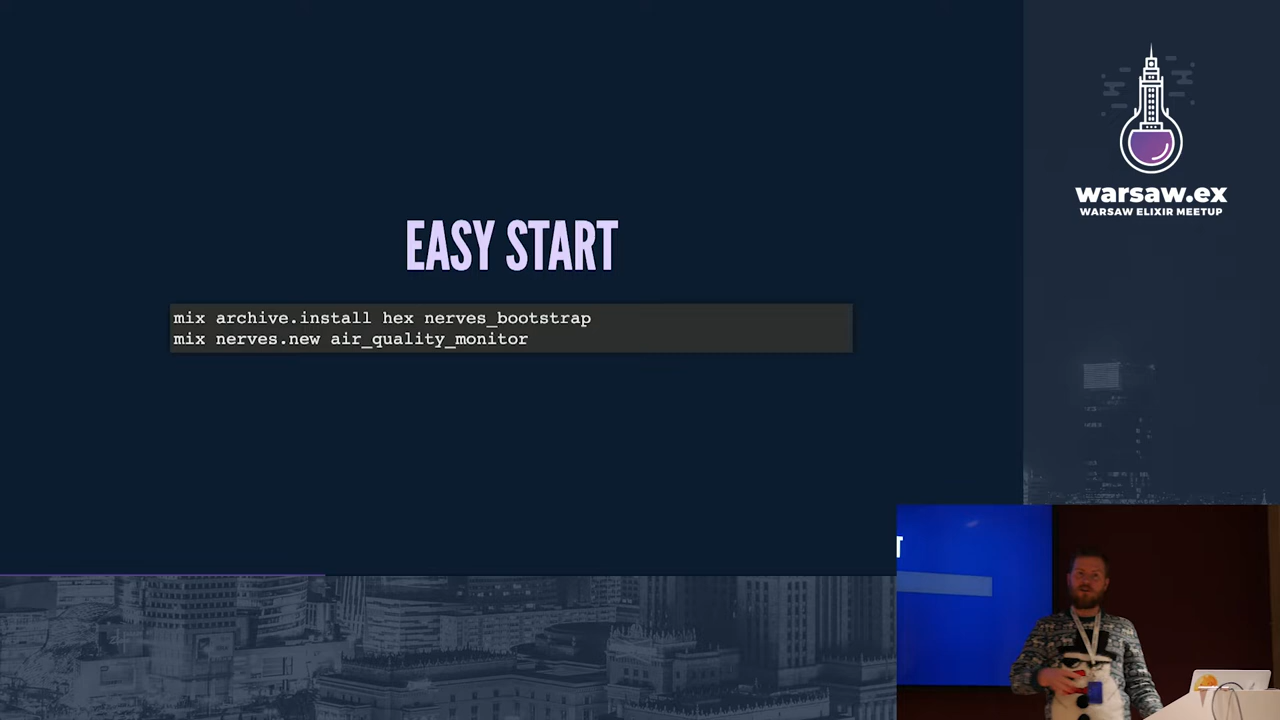 EASY START
mix archive.install hex nerves_bootstrap
mix nerves.new air_quality_monitor
warsaw.ex
WARSAW ELIXIR MEETUP
T